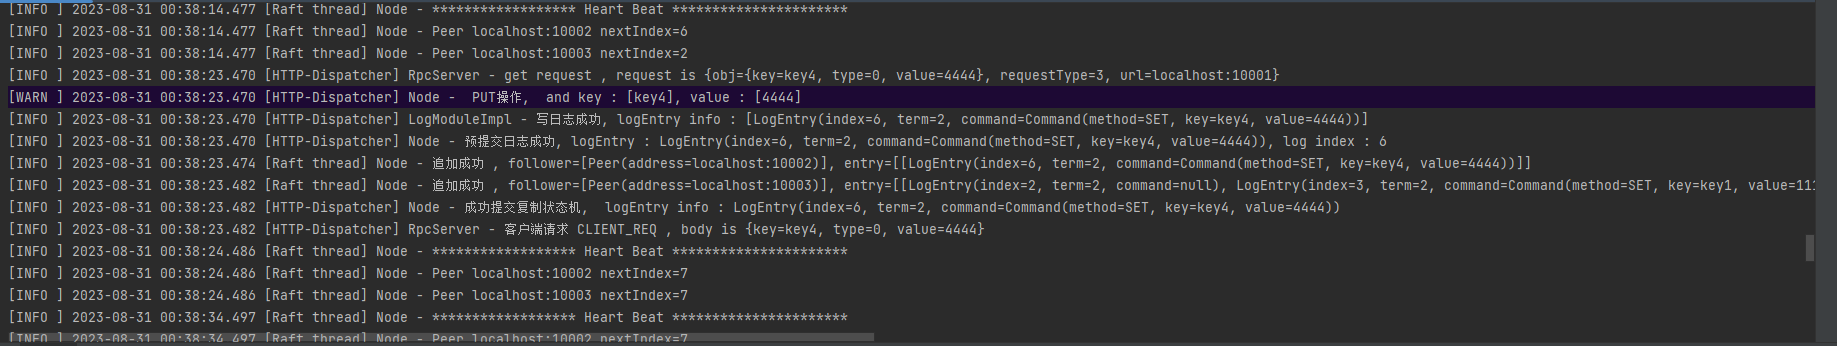 [INFO ] 2023-08-31 00:38:14.477 [Raft thread] Node - ****************** Heart Beat **********************
[INFO ] 2023-08-31 00:38:14.477 [Raft thread] Node - Peer localhost:10002 nextIndex=6
[INFO ] 2023-08-31 00:38:14.477 [Raft thread] Node - Peer localhost:10003 nextIndex=2
[INFO ] 2023-08-31 00:38:23.470 [HTTP-Dispatcher] RpcServer - get request , request is {obj={key=key4, type=0, value=4444}, requestType=3, url=localhost:10001}
[WARN ] 2023-08-31 00:38:23.470 [HTTP-Dispatcher] Node -  PUT操作,  and key : [key4], value : [4444]
[INFO ] 2023-08-31 00:38:23.470 [HTTP-Dispatcher] LogModuleImpl - 写日志成功, logEntry info : [LogEntry(index=6, term=2, command=Command(method=SET, key=key4, value=4444))]
[INFO ] 2023-08-31 00:38:23.470 [HTTP-Dispatcher] Node - 预提交日志成功, logEntry : LogEntry(index=6, term=2, command=Command(method=SET, key=key4, value=4444)), log index : 6
[INFO ] 2023-08-31 00:38:23.474 [Raft thread] Node - 追加成功 , follower=[Peer(address=localhost:10002)], entry=[[LogEntry(index=6, term=2, command=Command(method=SET, key=key4, value=4444))]]
[INFO ] 2023-08-31 00:38:23.482 [Raft thread] Node - 追加成功 , follower=[Peer(address=localhost:10003)], entry=[[LogEntry(index=2, term=2, command=null), LogEntry(index=3, term=2, command=Command(method=SET, key=key1, value=111
[INFO ] 2023-08-31 00:38:23.482 [HTTP-Dispatcher] Node - 成功提交复制状态机,  logEntry info : LogEntry(index=6, term=2, command=Command(method=SET, key=key4, value=4444))
[INFO ] 2023-08-31 00:38:23.482 [HTTP-Dispatcher] RpcServer - 客户端请求 CLIENT_REQ , body is {key=key4, type=0, value=4444}
[INFO ] 2023-08-31 00:38:24.486 [Raft thread] Node - ****************** Heart Beat **********************
[INFO ] 2023-08-31 00:38:24.486 [Raft thread] Node - Peer localhost:10002 nextIndex=7
[INFO ] 2023-08-31 00:38:24.486 [Raft thread] Node - Peer localhost:10003 nextIndex=7
[INFO ] 2023-08-31 00:38:34.497 [Raft thread] Node - ****************** Heart Beat **********************
[INFO ] 2023-08-31 00:38:34.497 [Raft thread] Node - Peer localhost:10002 nextIndex=7